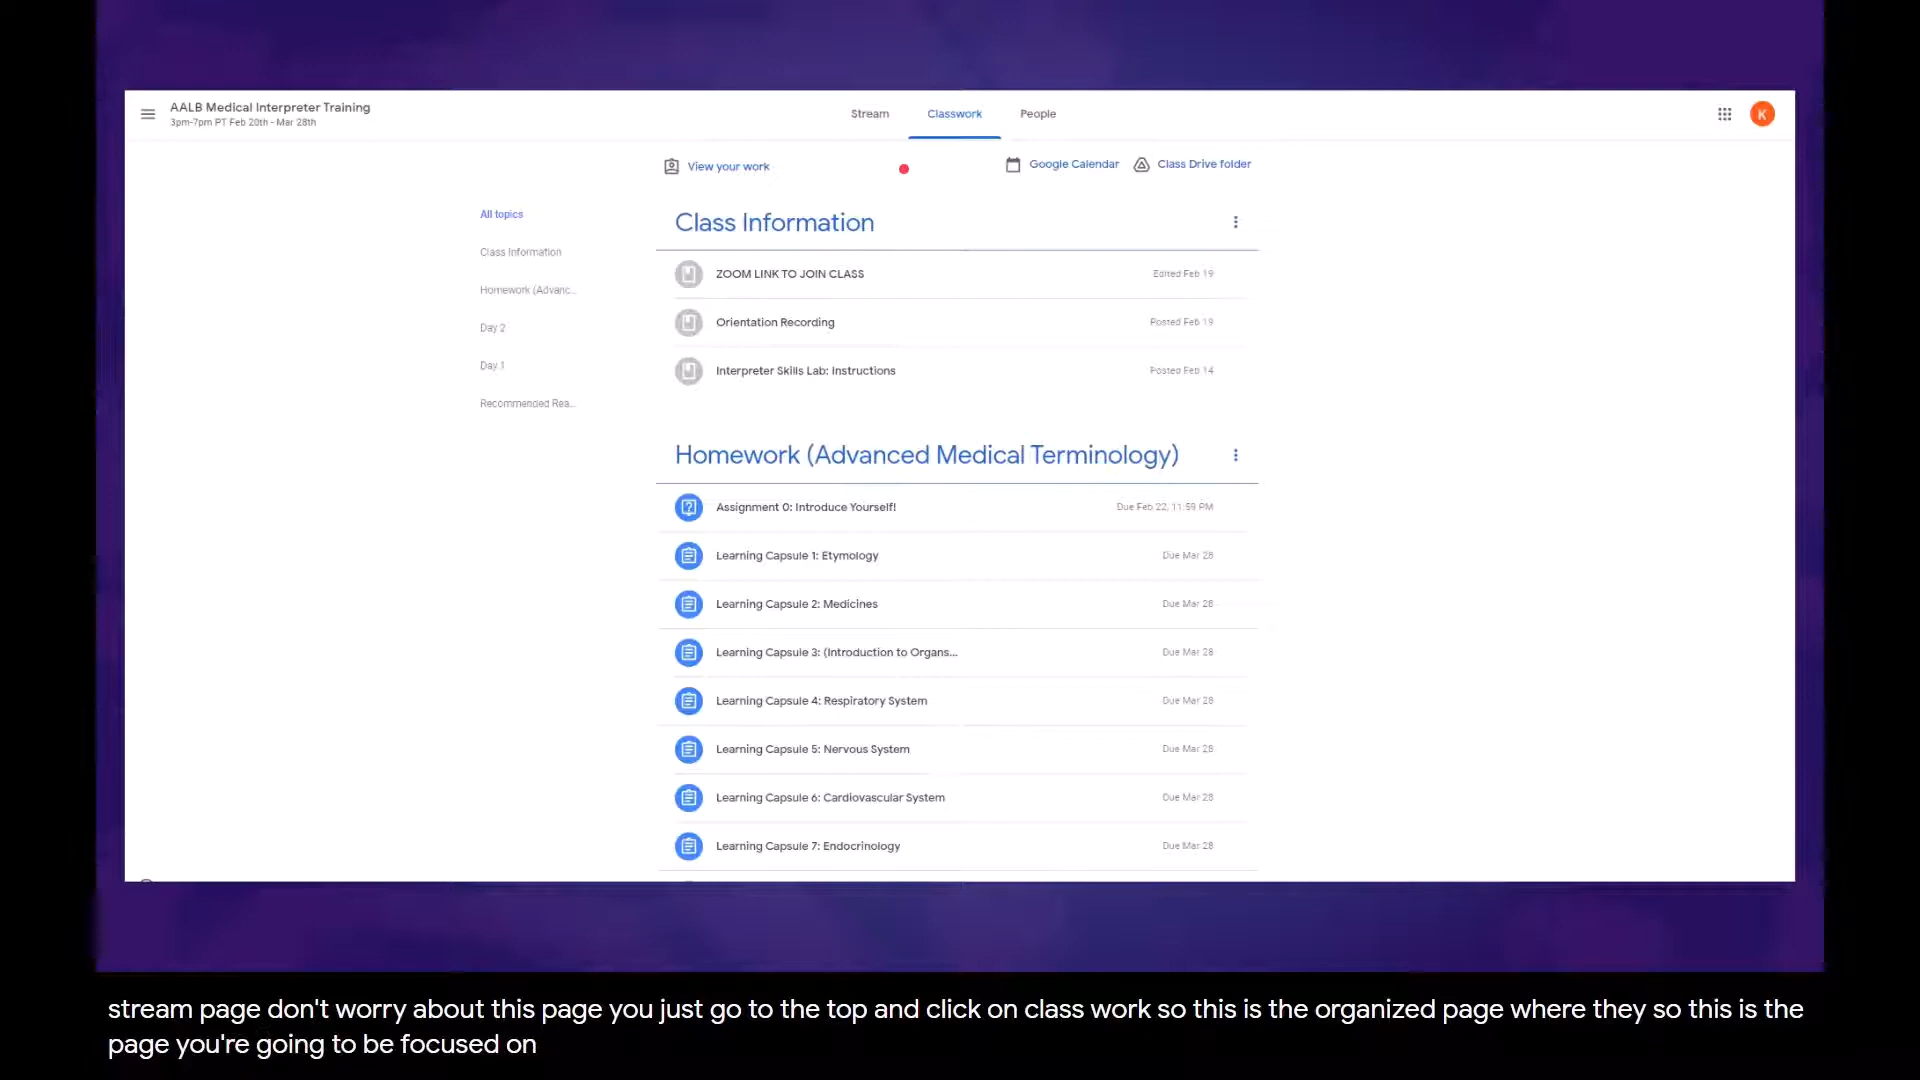 AALB Medical Interpreter Training
3pm-7pm PT Feb 20th - Mar 28th
Stream
Classwork
People
K
View your work
Google Calendar
Class Drive folder
All topics
Class Information
Homework (Advanc...
Day 2
Day 1
Recommended Rea...
Class Information
ZOOM LINK TO JOIN CLASS
Edited Feb 19
Orientation Recording
Posted Feb 19
Interpreter Skills Lab: Instructions
Posted Feb 14
Homework (Advanced Medical Terminology)
Assignment 0: Introduce Yourself!
Due Feb 22, 11:59 PM
Learning Capsule 1: Etymology
Due Mar 28
Learning Capsule 2: Medicines
Due Mar 28
Learning Capsule 3: (Introduction to Organs...
Due Mar 28
Learning Capsule 4: Respiratory System
Due Mar 28
Learning Capsule 5: Nervous System
Due Mar 28
Learning Capsule 6: Cardiovascular System
Due Mar 28
Learning Capsule 7: Endocrinology
Due Mar 28
stream page don't worry about this page you just go to the top and click on class work so this is the organized page where they so this is the
page you're going to be focused on